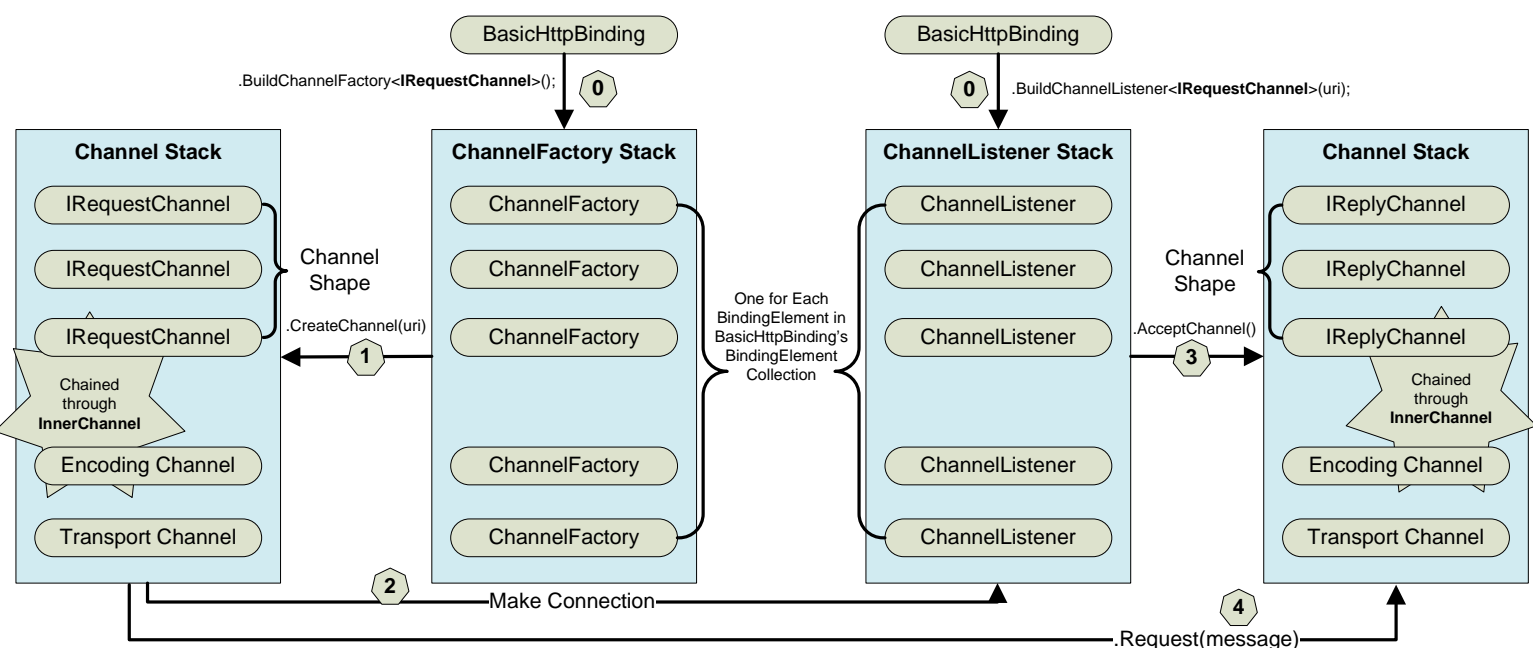 BasicHttpBinding
BasicHttpBinding
.BuildChannelFactory<IRequestChannel>();
0
0
.BuildChannelListener<IRequestChannel>(uri);
Channel Stack
IRequestChannel
IRequestChannel
IRequestChannel
Chained
through
InnerChannel
Encoding Channel
Transport Channel
Channel
Shape
.CreateChannel(uri)
1
ChannelFactory Stack
ChannelFactory
ChannelFactory
ChannelFactory
ChannelFactory
ChannelFactory
One for Each
BindingElement in
BasicHttpBinding's
BindingElement
Collection
ChannelListener Stack
ChannelListener
ChannelListener
ChannelListener
ChannelListener
ChannelListener
Channel
Shape
.AcceptChannel()
3
Channel Stack
IReplyChannel
IReplyChannel
IReplyChannel
Chained
through
InnerChannel
Encoding Channel
Transport Channel
2
Make Connection
4
.Request(message)